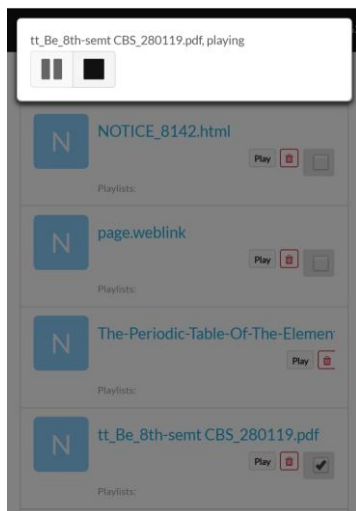 tt_Be_8th-semt CBS_280119.pdf, playing
N
NOTICE_8142.html
Play
Playlists:
N
page.weblink
Play
Playlists:
N
The-Periodic-Table-Of-The-Elemen
Play
Playlists:
N
tt_Be_8th-semt CBS_280119.pdf
Play
Playlists: